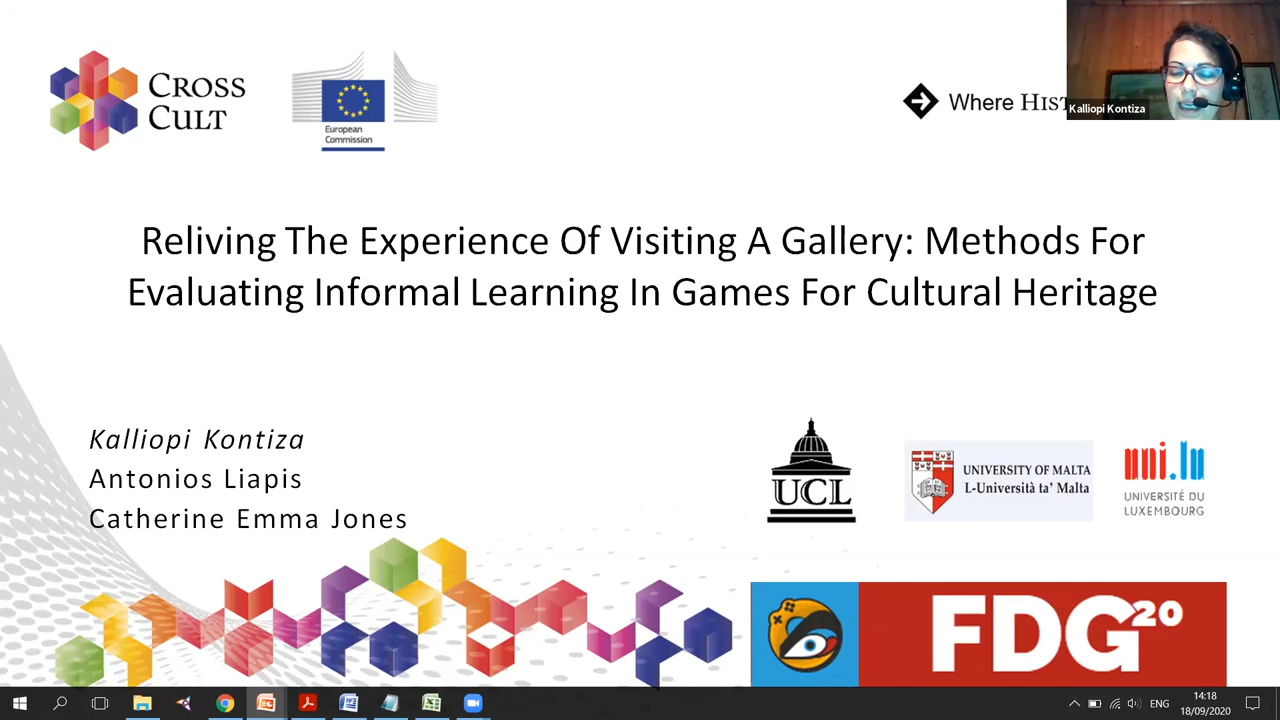 CROSS
CULT
European
Commission
Where HIST
Kalliopi Kontiza
Reliving The Experience Of Visiting A Gallery: Methods For
Evaluating Informal Learning In Games For Cultural Heritage
Kalliopi Kontiza
Antonios Liapis
Catherine Emma Jones
UCL
UNIVERSITY OF MALTA
L-Università ta' Malta
uni.lu
UNIVERSITÉ DU
LUXEMBOURG
FDG20
ENG
14:18
18/09/2020